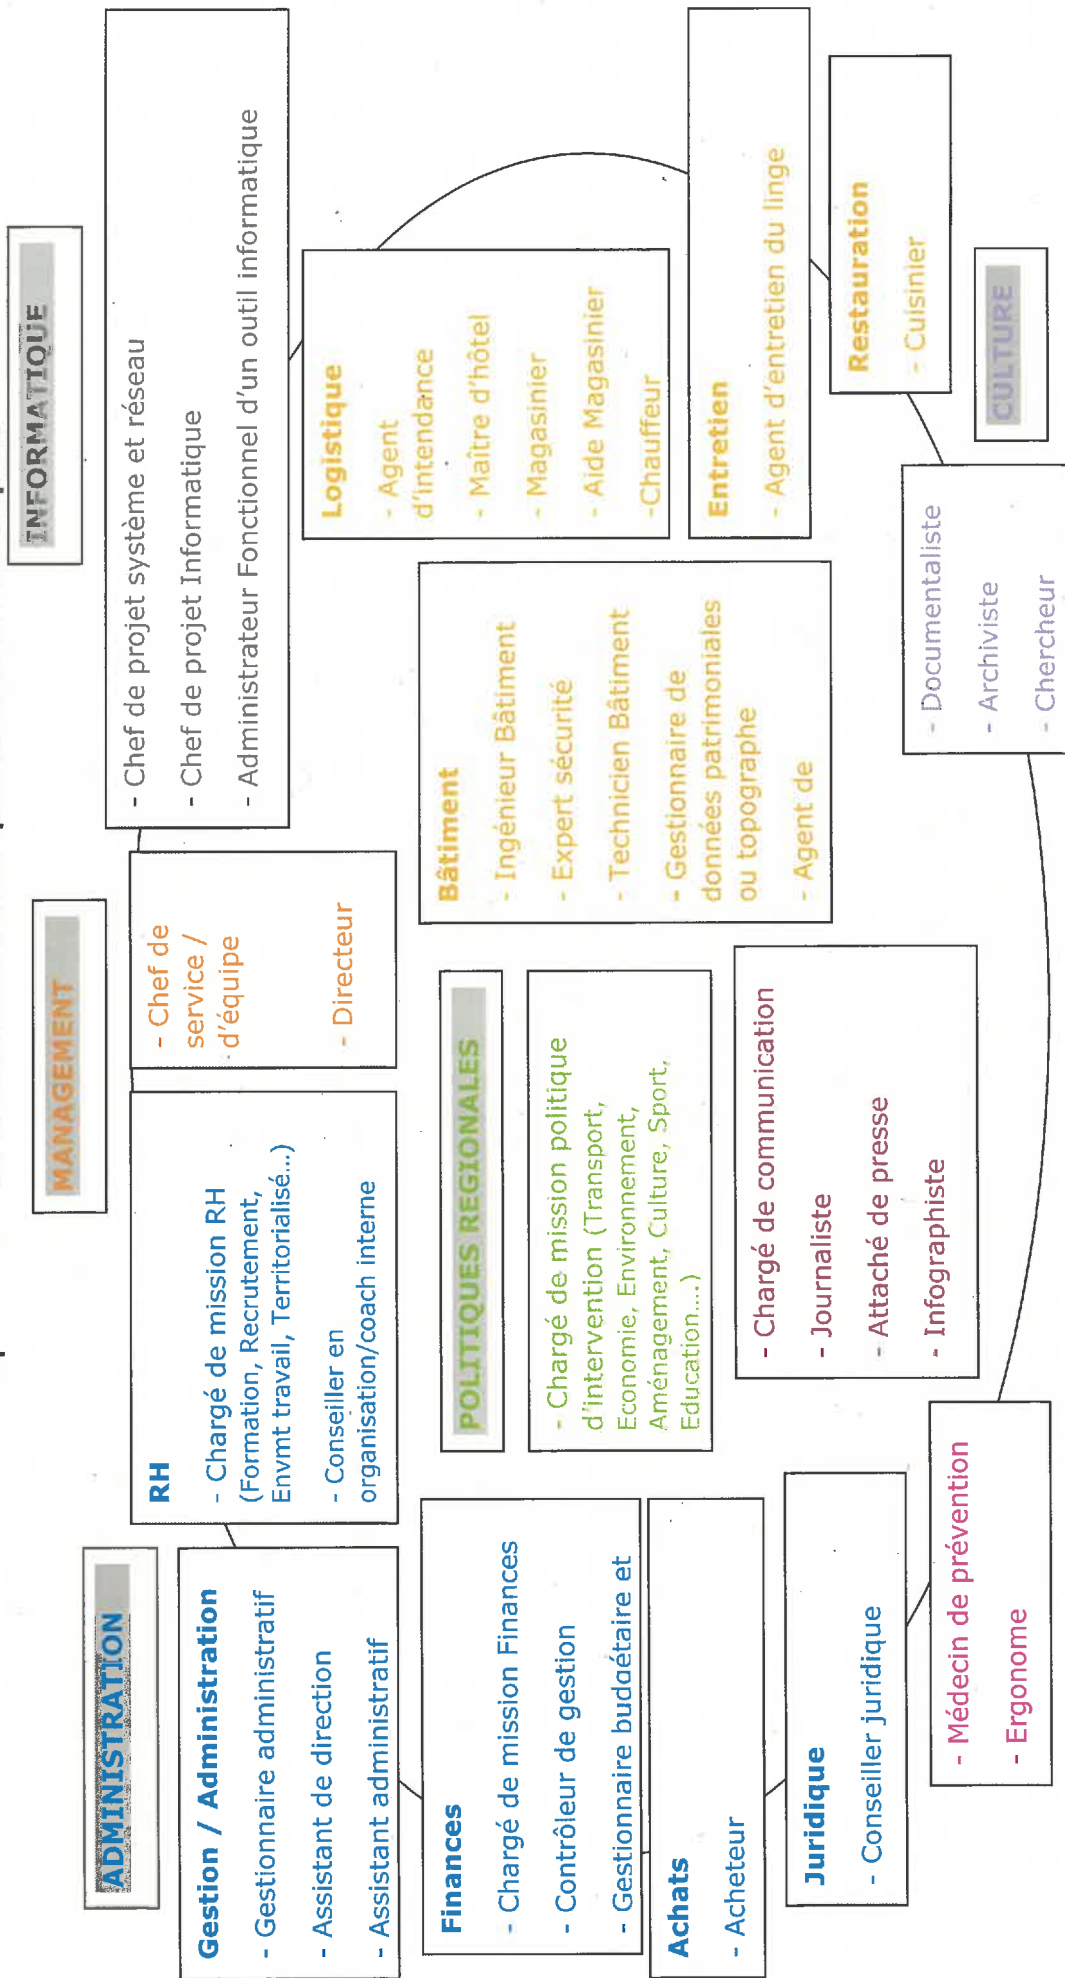 ADMINISTRATION
Gestion / Administration
- Gestionnaire administratif
- Assistant de direction
- Assistant administratif
Finances
- Chargé de mission Finances
- Contrôleur de gestion
- Gestionnaire budgétaire et
Achats
- Acheteur
Juridique
- Conseiller juridique
- Médecin de prévention
- Ergonome
RH
- Chargé de mission RH
(Formation, Recrutement,
Envmt travail, Territorialisé...)
- Conseiller en
organisation/coach interne
MANAGEMENT
- Chef de
service /
d'équipe
- Directeur
POLITIQUES REGIONALES
- Chargé de mission politique
d'intervention (Transport,
Economie, Environnement,
Aménagement, Culture, Sport,
Education....)
- Chargé de communication
- Journaliste
- Attaché de presse
- Infographiste
INFORMATIQUE
- Chef de projet système et réseau
- Chef de projet Informatique
- Administrateur Fonctionnel d'un outil informatique
Bâtiment
- Ingénieur Bâtiment
- Expert sécurité
- Technicien Bâtiment
- Gestionnaire de
données patrimoniales
ou topographe
- Agent de
Logistique
- Agent
d'intendance
- Maître d'hôtel
- Magasinier
- Aide Magasinier
-Chauffeur
Entretien
- Agent d'entretien du linge
Restauration
- Cuisinier
CULTURE
- Documentaliste
- Archiviste
- Chercheur